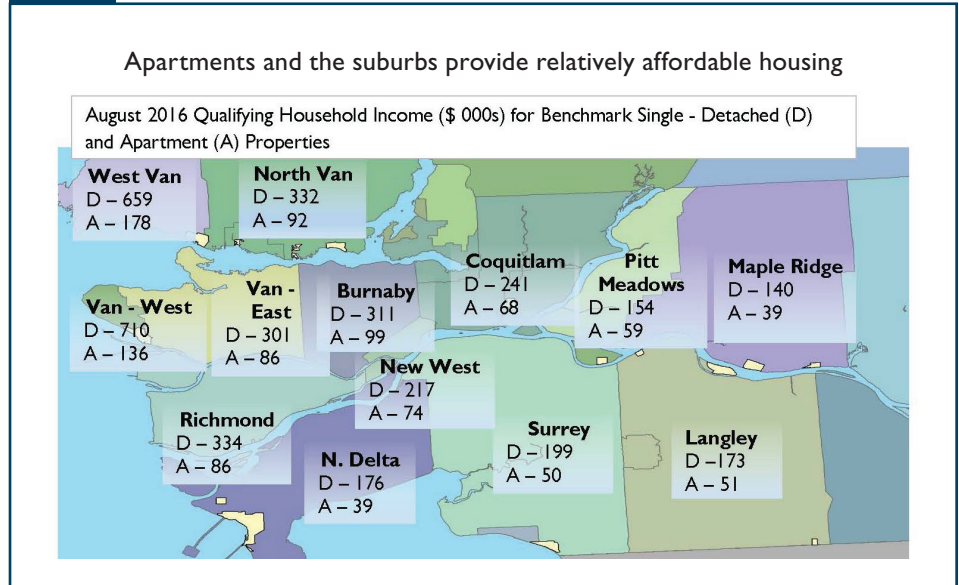 Apartments and the suburbs provide relatively affordable housing
August 2016 Qualifying Household Income ($ 000s) for Benchmark Single - Detached (D)
and Apartment (A) Properties
West Van
D – 659
A – 178
North Van
D – 332
A – 92
Coquitlam
D – 241
A – 68
Pitt
Meadows
D – 154
A – 59
Maple Ridge
D – 140
A – 39
Van - West
D – 710
A – 136
Van -
East
D – 301
A – 86
Burnaby
D – 311
A – 99
New West
D – 217
A – 74
Richmond
D – 334
A – 86
N. Delta
D – 176
A – 39
Surrey
D – 199
A – 50
Langley
D –173
A – 51